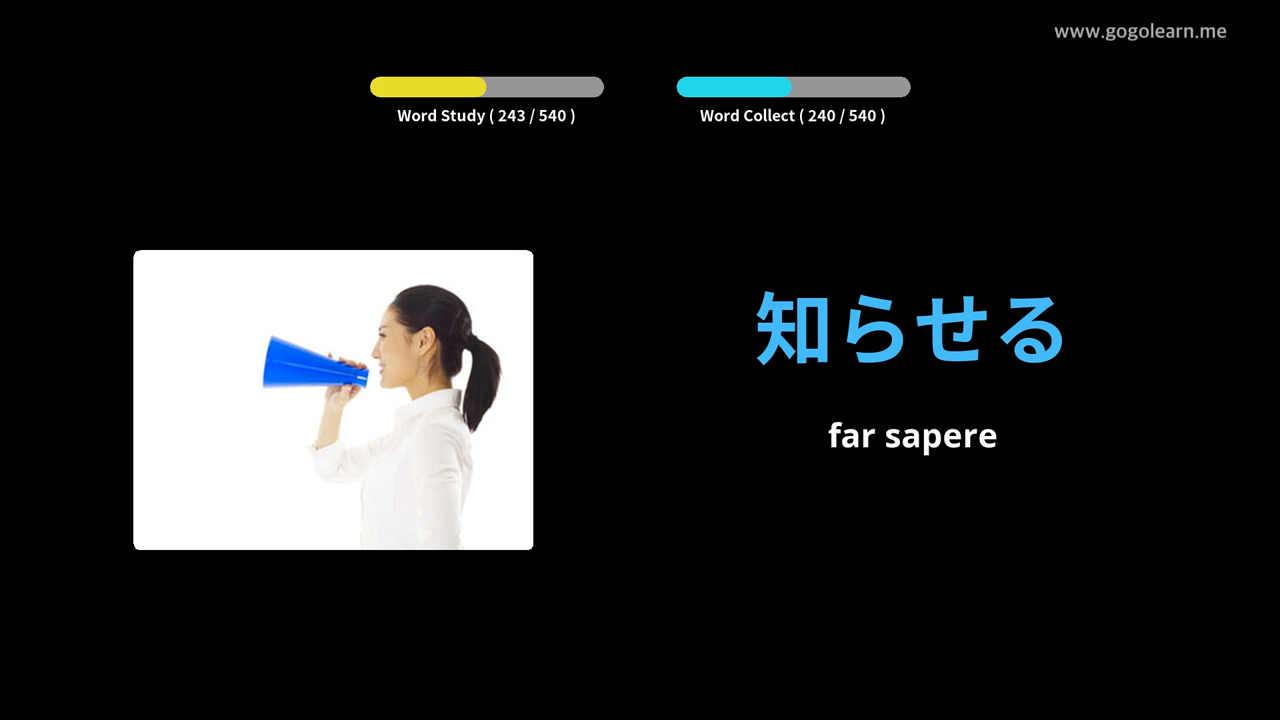 www.gogolearn.me
Word Study ( 243 / 540 )
Word Collect ( 240 / 540 )
知らせる
far sapere